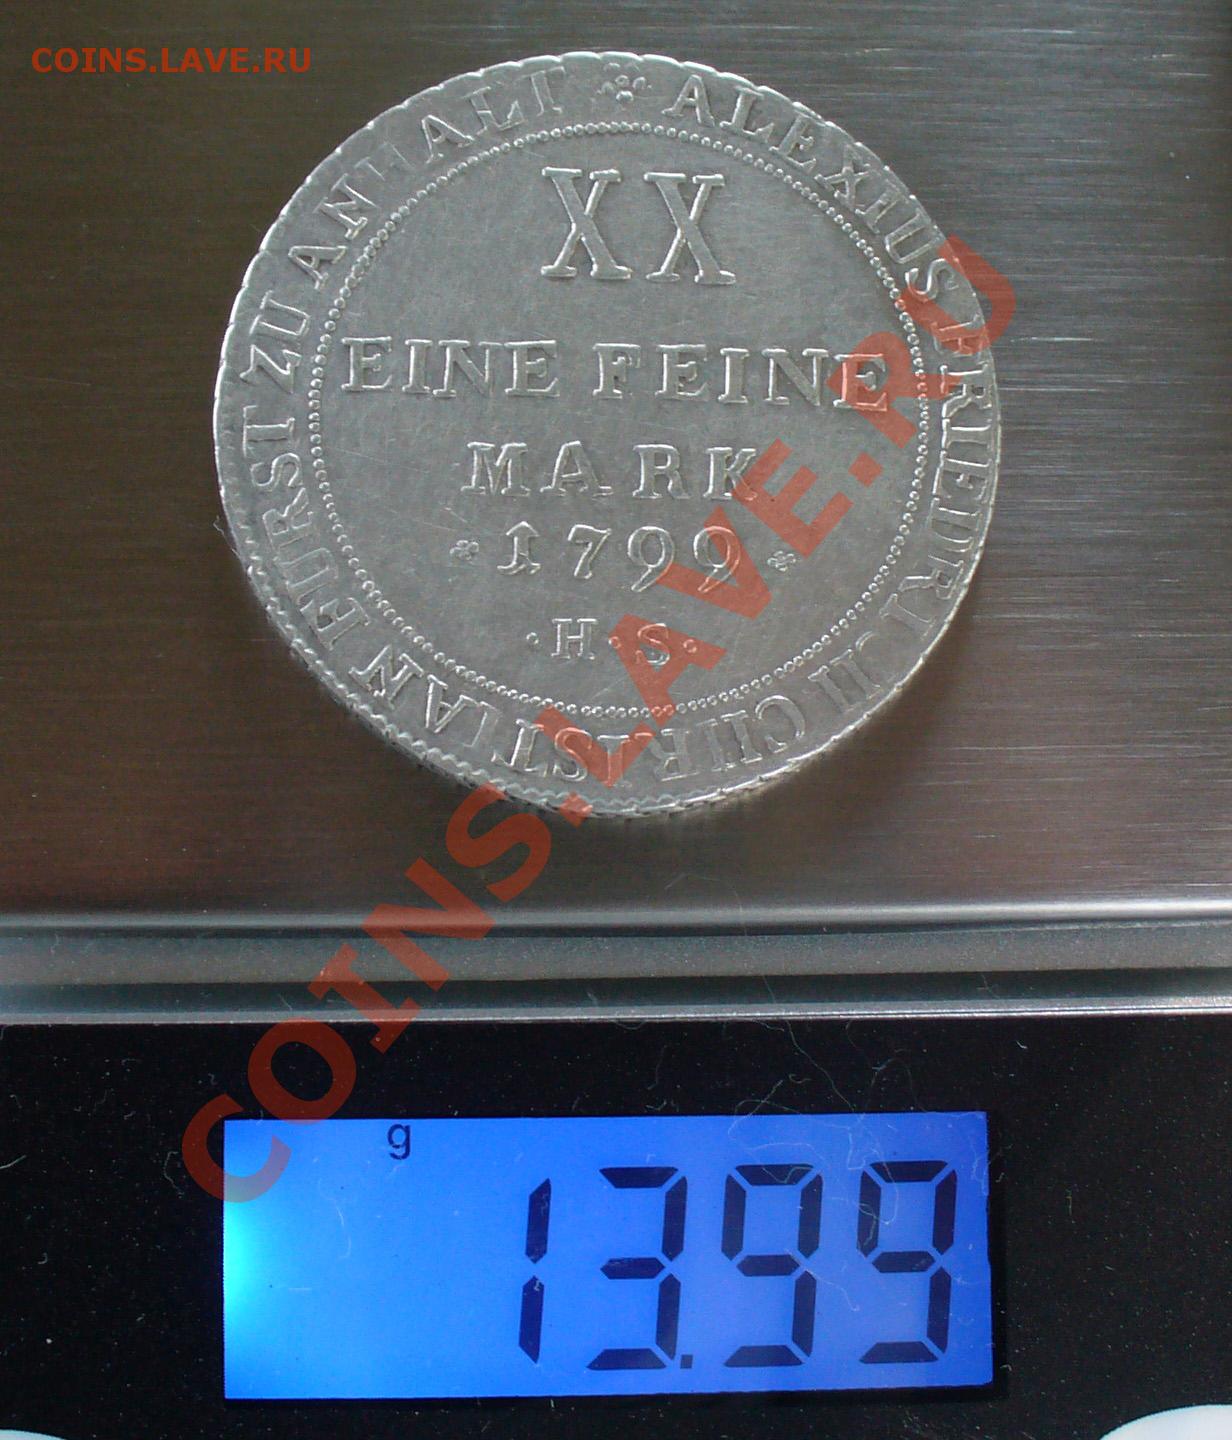 COINS.LAVE.RU
ALEXIUS FRIEDRICH CHRISTIAN FURST ZU ANHALT
XX
EINE FEINE
MARK
1799
·H·S·
COINS.LAVE.RU
g
13.99